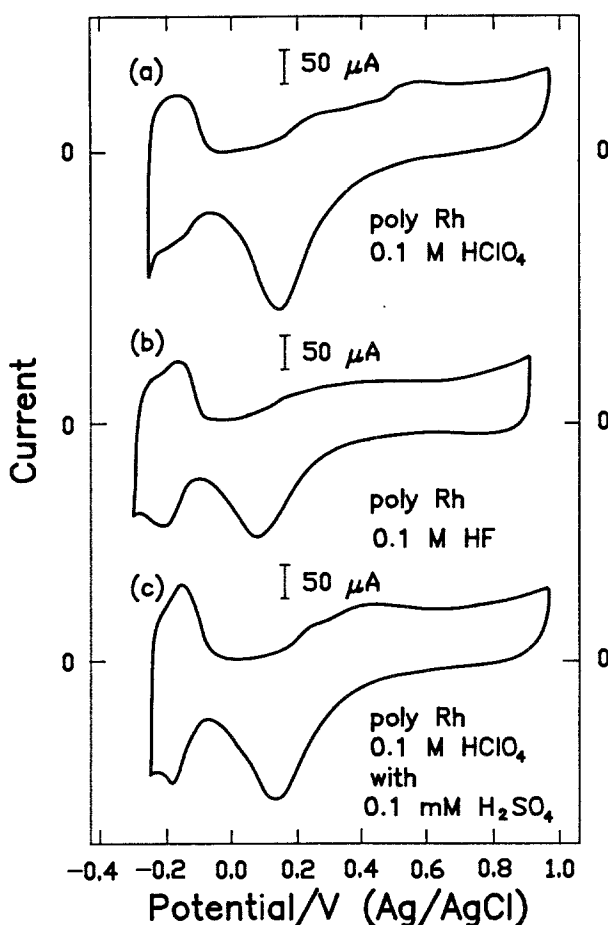 (a)
50 μA
0
0
poly Rh
0.1 M HClO₄
(b)
50 μA
0
0
poly Rh
0.1 M HF
(c)
50 μA
0
0
poly Rh
0.1 M HClO₄
with
0.1 mM H₂SO₄
Current
−0.4 −0.2 0.0 0.2 0.4 0.6 0.8 1.0
Potential/V (Ag/AgCl)